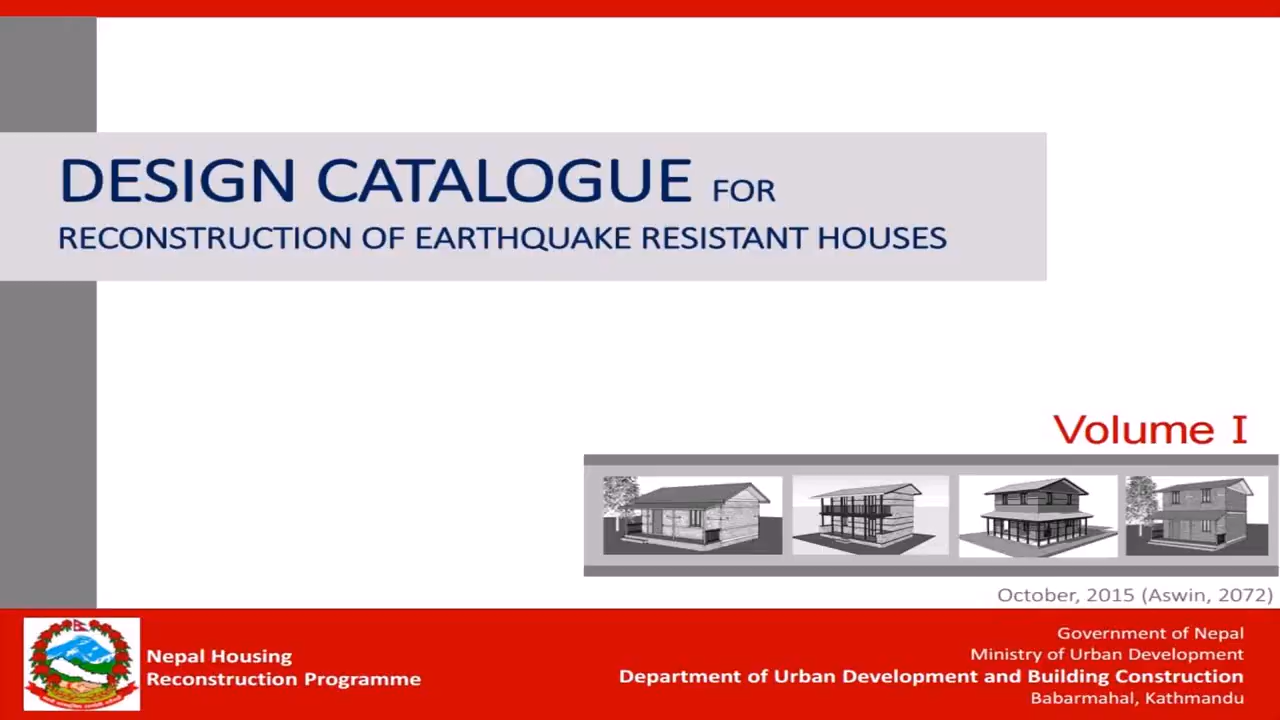 DESIGN CATALOGUE FOR
RECONSTRUCTION OF EARTHQUAKE RESISTANT HOUSES
Volume I
October, 2015 (Aswin, 2072)
Nepal Housing
Reconstruction Programme
Government of Nepal
Ministry of Urban Development
Department of Urban Development and Building Construction
Babarmahal, Kathmandu